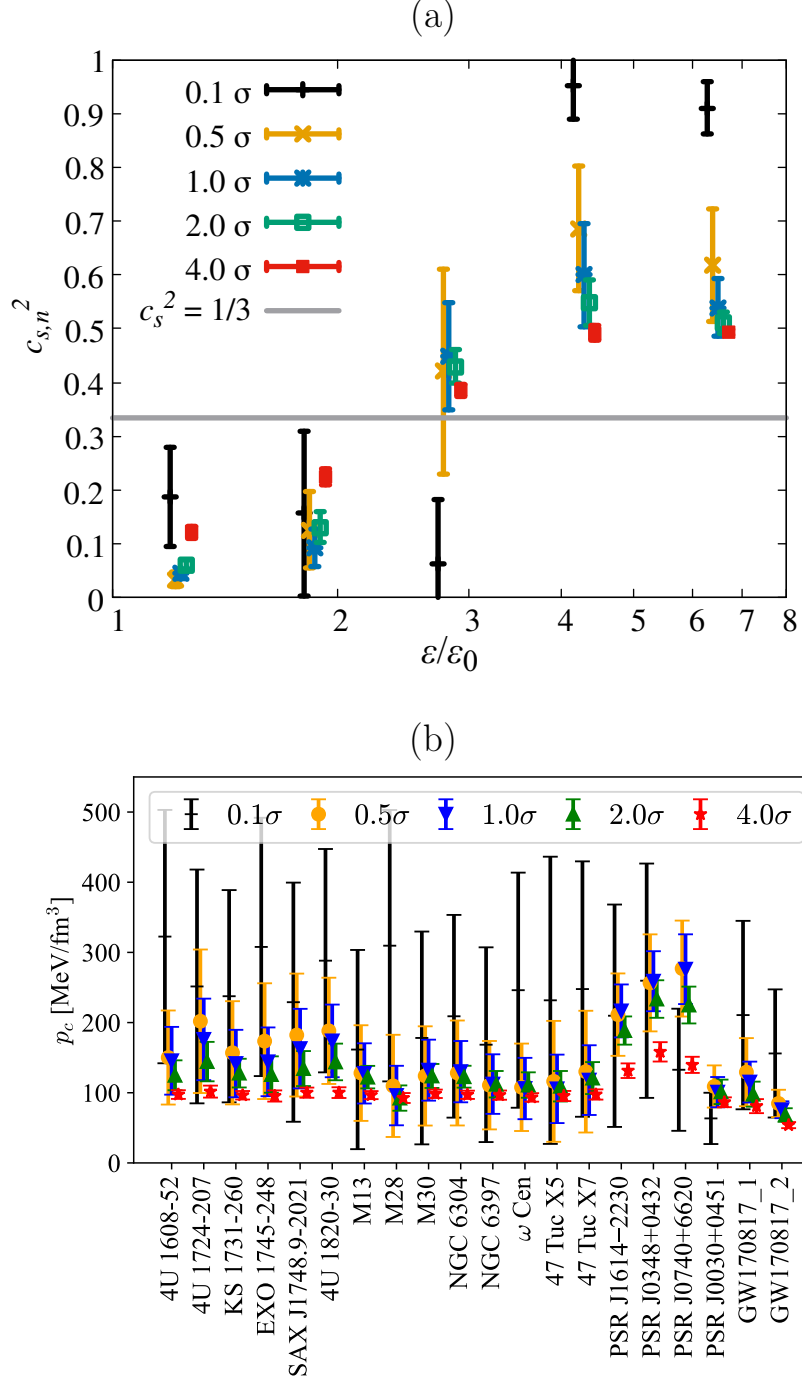 (a)
1
0.9
0.8
0.7
0.6
0.5
0.4
0.3
0.2
0.1
0
c_{s,n}^2
0.1 σ
0.5 σ
1.0 σ
2.0 σ
4.0 σ
c_s^2 = 1/3
1 2 3 4 5 6 7 8
ε/ε_0
(b)
500
400
300
200
100
0
p_c [MeV/fm^3]
0.1σ 0.5σ 1.0σ 2.0σ 4.0σ
4U 1608-52
4U 1724-207
KS 1731-260
EXO 1745-248
SAX J1748.9-2021
4U 1820-30
M13
M28
M30
NGC 6304
NGC 6397
ω Cen
47 Tuc X5
47 Tuc X7
PSR J1614−2230
PSR J0348+0432
PSR J0740+6620
PSR J0030+0451
GW170817_1
GW170817_2